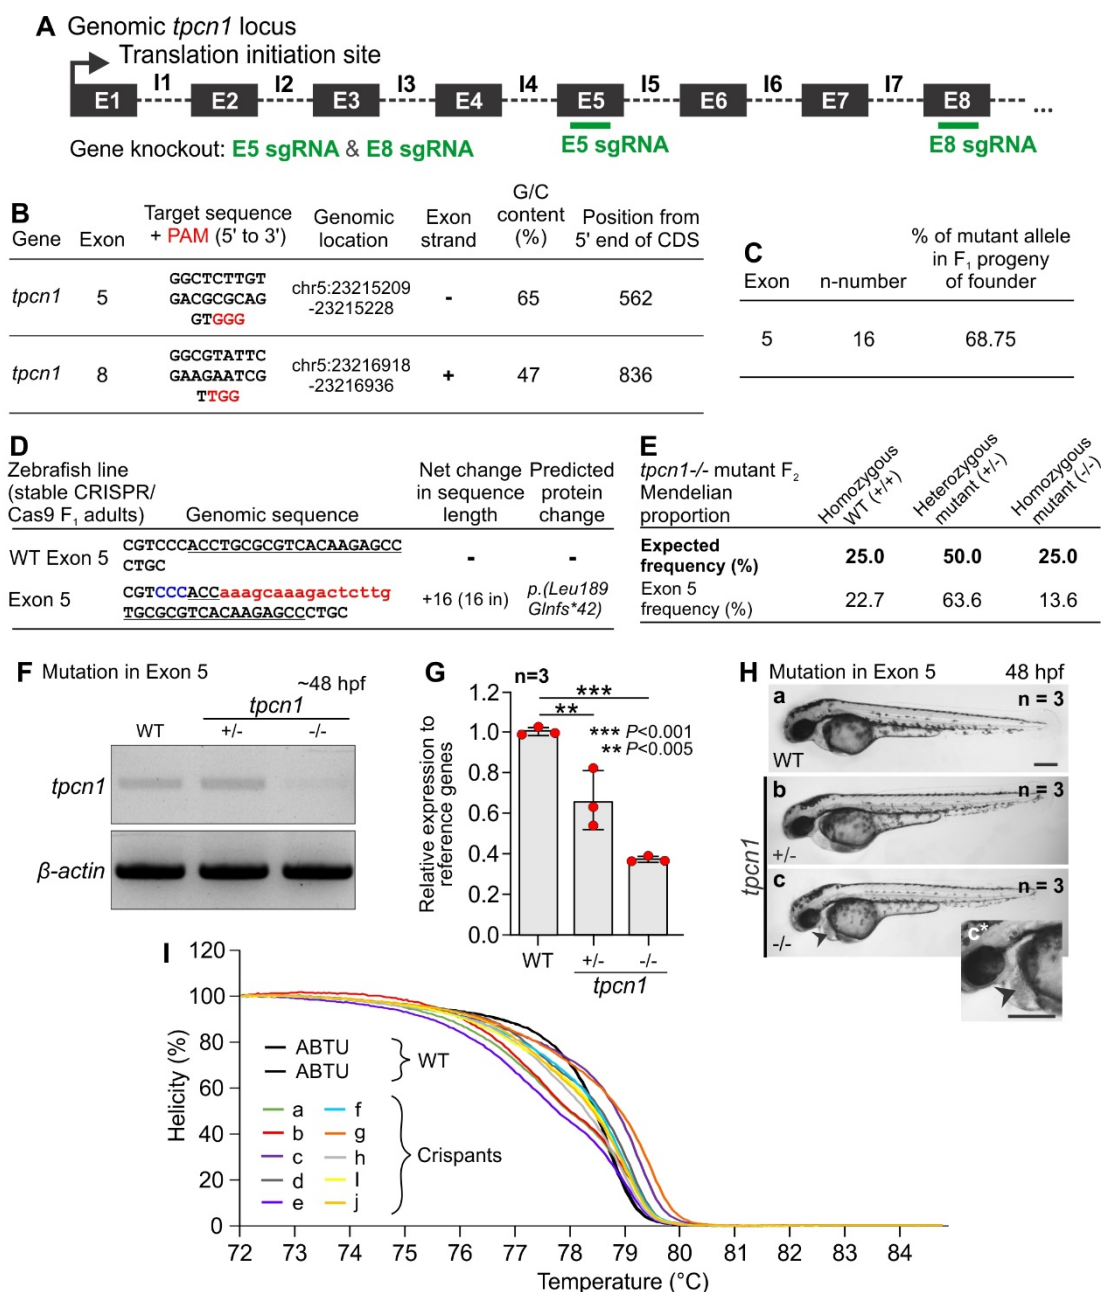 A Genomic tpcn1 locus
Translation initiation site
I1 I2 I3 I4 I5 I6 I7
E1 E2 E3 E4 E5 E6 E7 E8 ...
Gene knockout: E5 sgRNA & E8 sgRNA
E5 sgRNA
E8 sgRNA
B
Gene
Exon
Target sequence
+ PAM (5' to 3')
Genomic
location
Exon
strand
G/C
content
(%)
Position from
5' end of CDS
tpcn1
5
GGCTCTTGT
GACGCGCAG
GTGGG
chr5:23215209
-23215228
-
65
562
tpcn1
8
GGCGTATTC
GAAGAATCG
TTGG
chr5:23216918
-23216936
+
47
836
C
Exon
n-number
% of mutant allele
in F1 progeny
of founder
5
16
68.75
D
Zebrafish line
(stable CRISPR/
Cas9 F1 adults)
Genomic sequence
Net change
in sequence
length
Predicted
protein
change
WT Exon 5
CGTCCCACCTGCGCGTCACAAGAGCC
CTGC
-
-
Exon 5
CGTCCCACCaaagcaaagactcttg
TGCGCGTCACAAGAGCCCTGC
+16 (16 in)
p.(Leu189
Glnfs*42)
E
tpcn1-/- mutant F2
Mendelian
proportion
Homozygous
WT (+/+)
Heterozygous
mutant (+/-)
Homozygous
mutant (-/-)
Expected
frequency (%)
25.0
50.0
25.0
Exon 5
frequency (%)
22.7
63.6
13.6
F Mutation in Exon 5
~48 hpf
tpcn1
WT
+/-
-/-
tpcn1
β-actin
G
n=3
***
**
*** P<0.001
** P<0.005
Relative expression to
reference genes
1.2
1.0
0.8
0.6
0.4
0.2
0.0
WT
+/-
-/-
tpcn1
H Mutation in Exon 5
48 hpf
a
n = 3
WT
b
n = 3
+/-
c
n = 3
-/-
c*
tpcn1
I
Helicity (%)
120
100
80
60
40
20
0
ABTU
ABTU
WT
a f
b g
c h
d I
e j
Crispants
72 73 74 75 76 77 78 79 80 81 82 83 84
Temperature (°C)